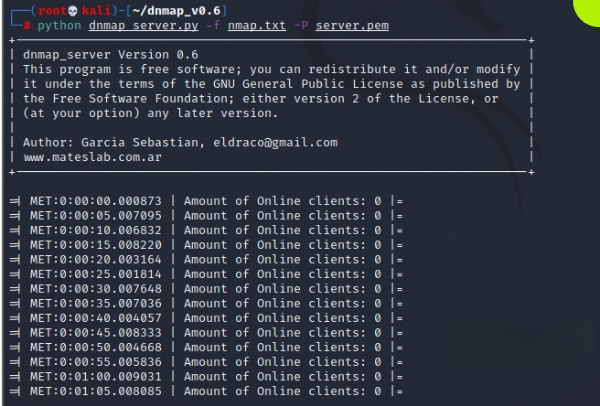 (root💀kali)-[~/dnmap_v0.6]
# python dnmap_server.py -f nmap.txt -P server.pem
+--------------------------------------------------------------------+
| dnmap_server Version 0.6 |
| This program is free software; you can redistribute it and/or modify |
| it under the terms of the GNU General Public License as published by |
| the Free Software Foundation; either version 2 of the License, or |
| (at your option) any later version. |
| |
| Author: Garcia Sebastian, eldraco@gmail.com |
| www.mateslab.com.ar |
+--------------------------------------------------------------------+
=| MET:0:00:00.000873 | Amount of Online clients: 0 |=
=| MET:0:00:05.007095 | Amount of Online clients: 0 |=
=| MET:0:00:10.006832 | Amount of Online clients: 0 |=
=| MET:0:00:15.008220 | Amount of Online clients: 0 |=
=| MET:0:00:20.003164 | Amount of Online clients: 0 |=
=| MET:0:00:25.001814 | Amount of Online clients: 0 |=
=| MET:0:00:30.007648 | Amount of Online clients: 0 |=
=| MET:0:00:35.007036 | Amount of Online clients: 0 |=
=| MET:0:00:40.004057 | Amount of Online clients: 0 |=
=| MET:0:00:45.008333 | Amount of Online clients: 0 |=
=| MET:0:00:50.004668 | Amount of Online clients: 0 |=
=| MET:0:00:55.005836 | Amount of Online clients: 0 |=
=| MET:0:01:00.009031 | Amount of Online clients: 0 |=
=| MET:0:01:05.008085 | Amount of Online clients: 0 |=